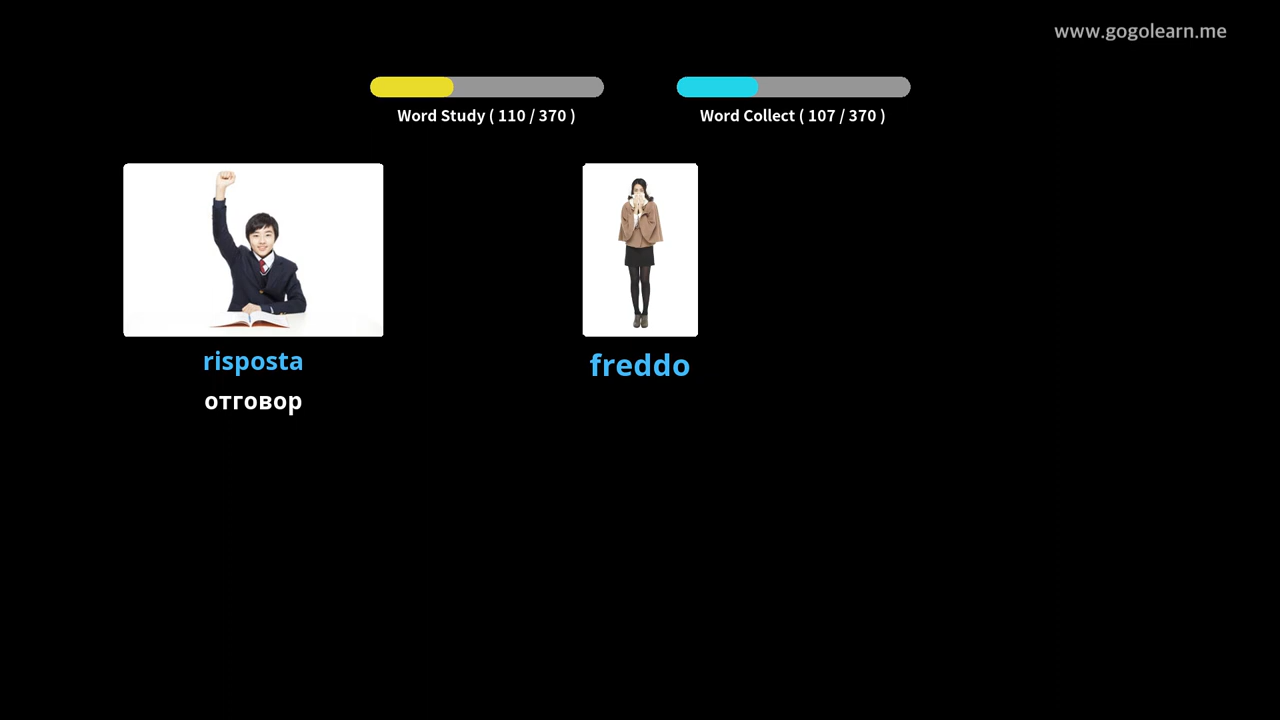 www.gogolearn.me
Word Study ( 110 / 370 )
Word Collect ( 107 / 370 )
risposta
отговор
freddo